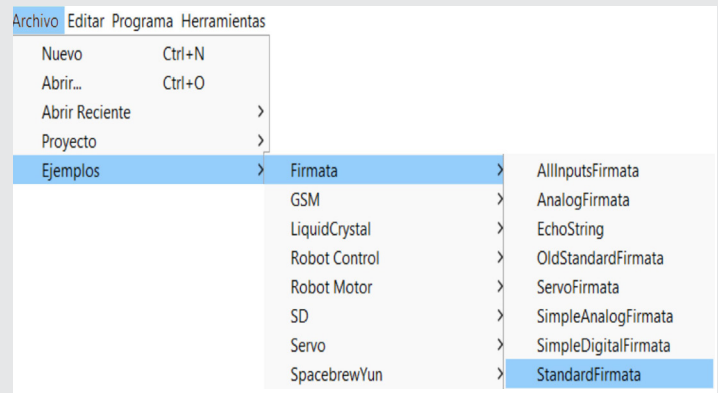 Archivo Editar Programa Herramientas
Nuevo Ctrl+N
Abrir... Ctrl+O
Abrir Reciente >
Proyecto >
Ejemplos >
Firmata >
GSM >
LiquidCrystal >
Robot Control >
Robot Motor >
SD >
Servo >
SpacebrewYun >
AllInputsFirmata
AnalogFirmata
EchoString
OldStandardFirmata
ServoFirmata
SimpleAnalogFirmata
SimpleDigitalFirmata
StandardFirmata